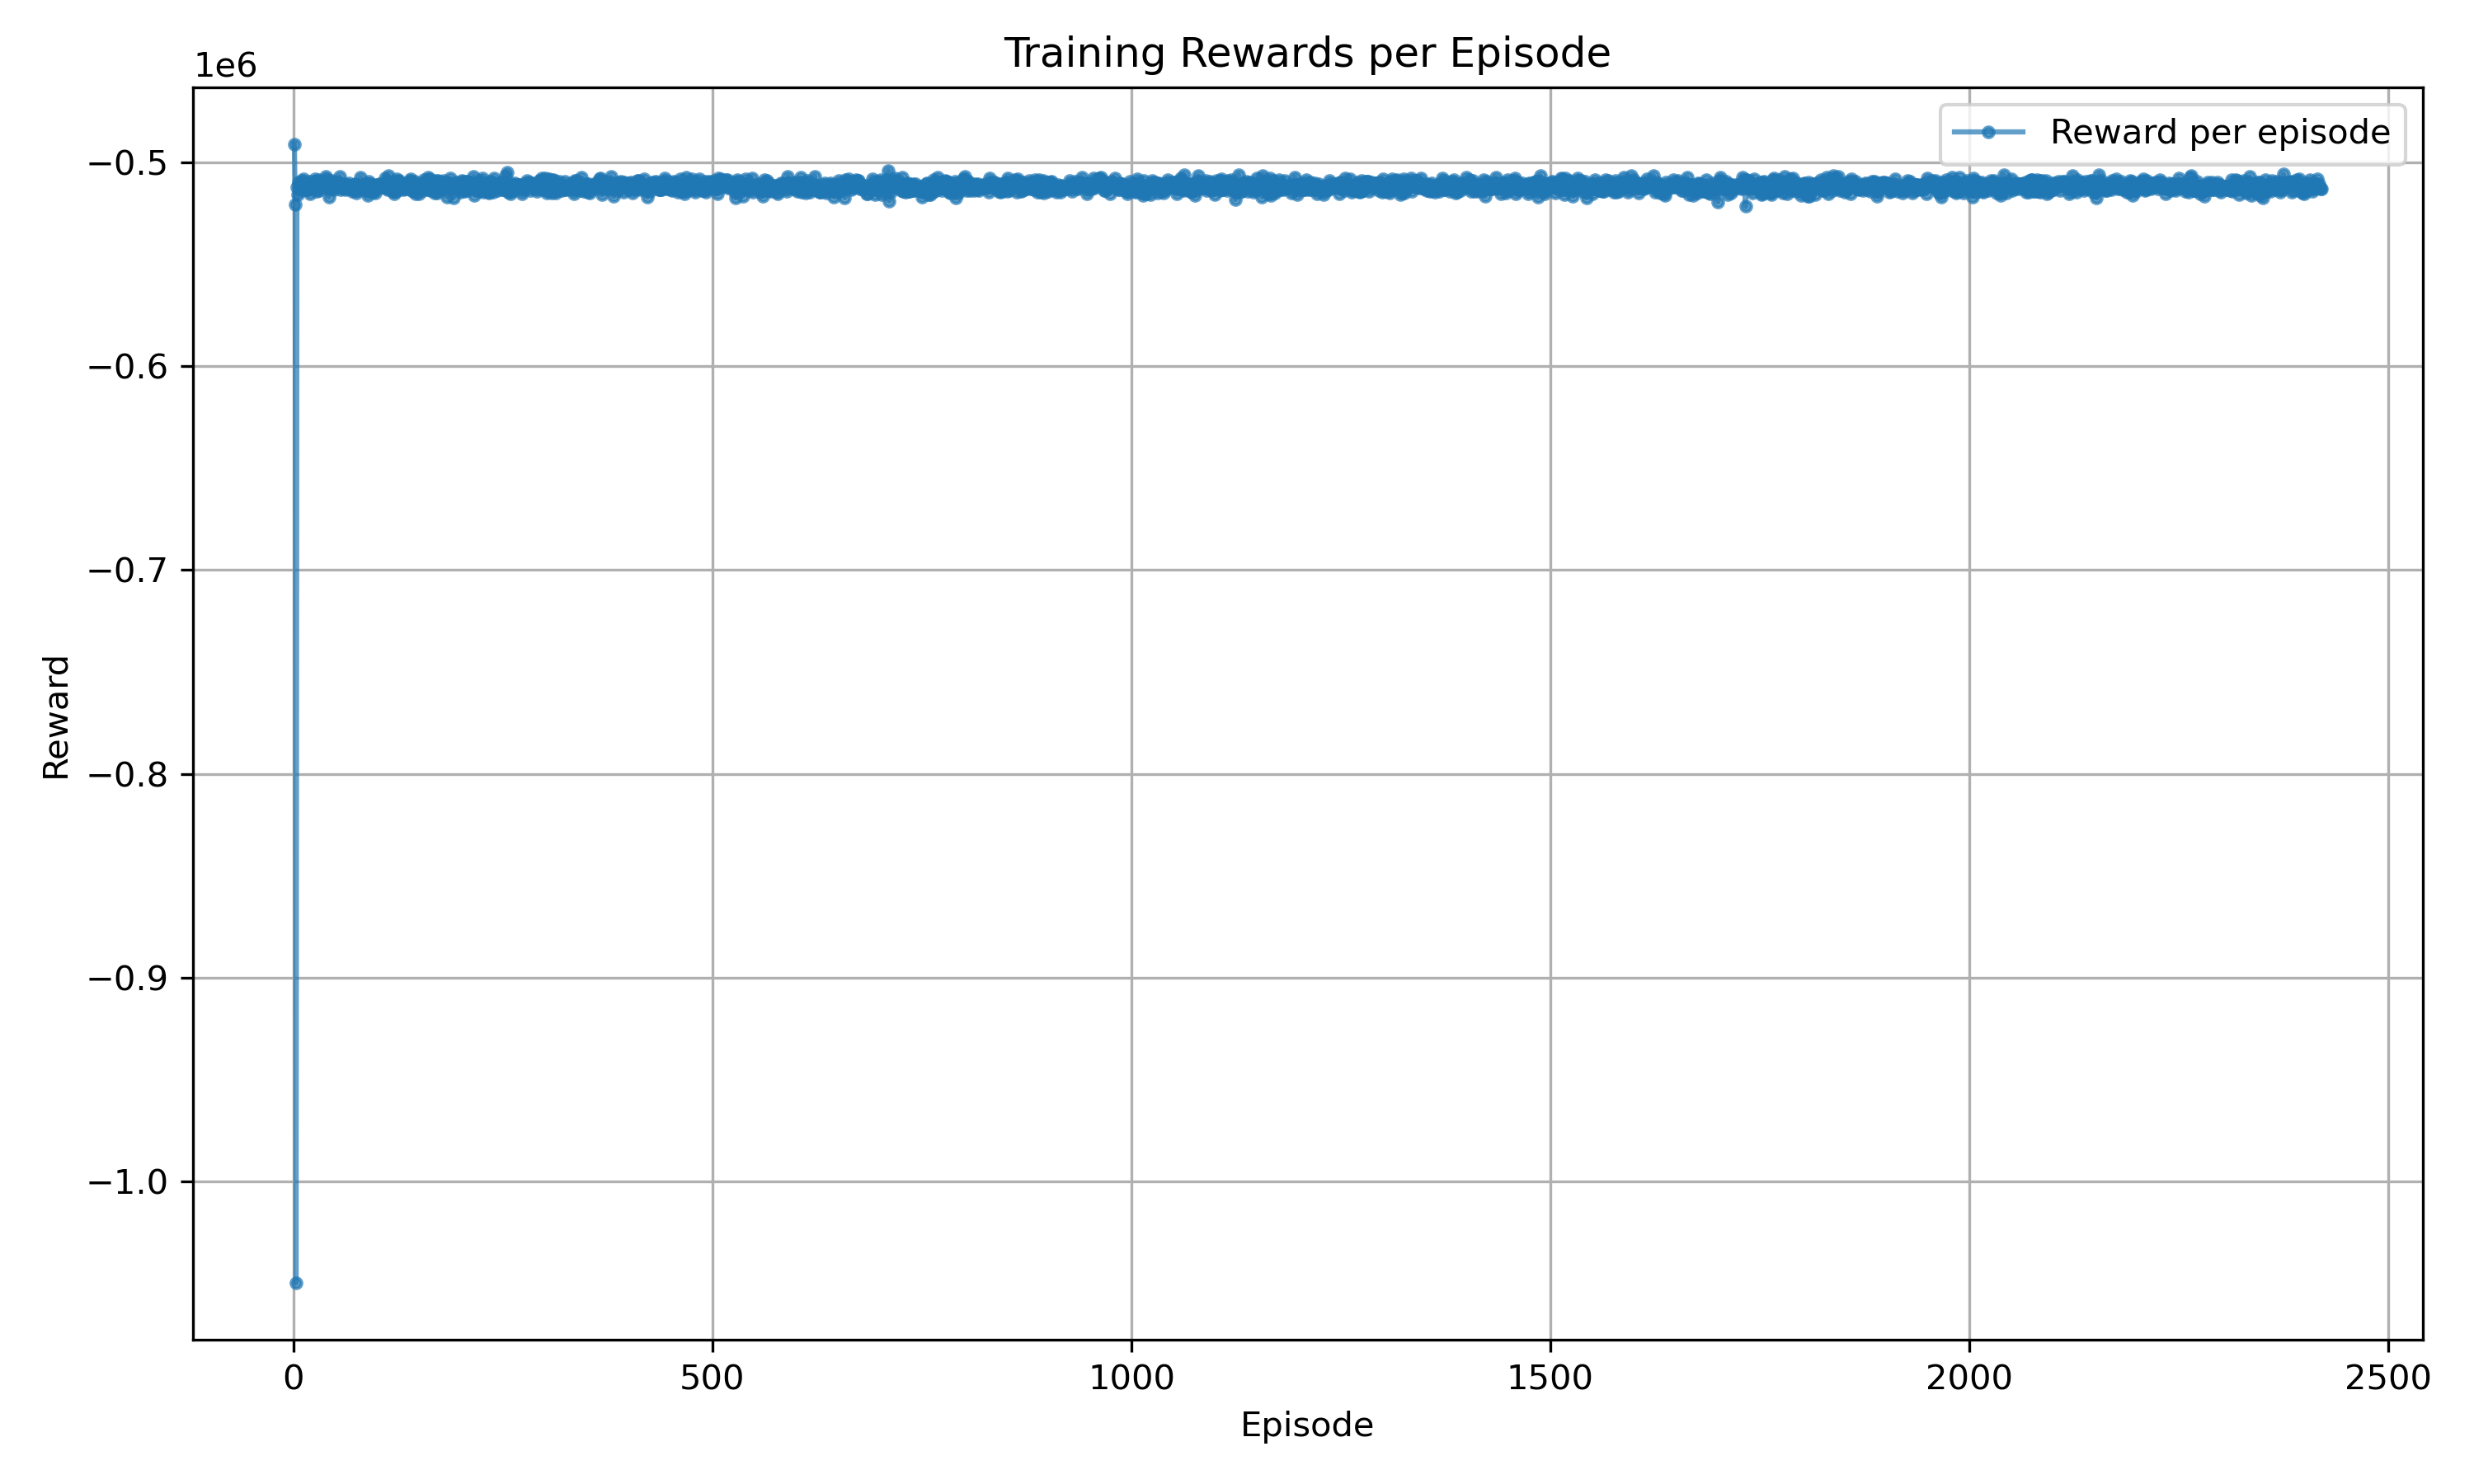 Training Rewards per Episode
1e6
Reward per episode
−0.5
−0.6
−0.7
−0.8
−0.9
−1.0
Reward
0 500 1000 1500 2000 2500
Episode